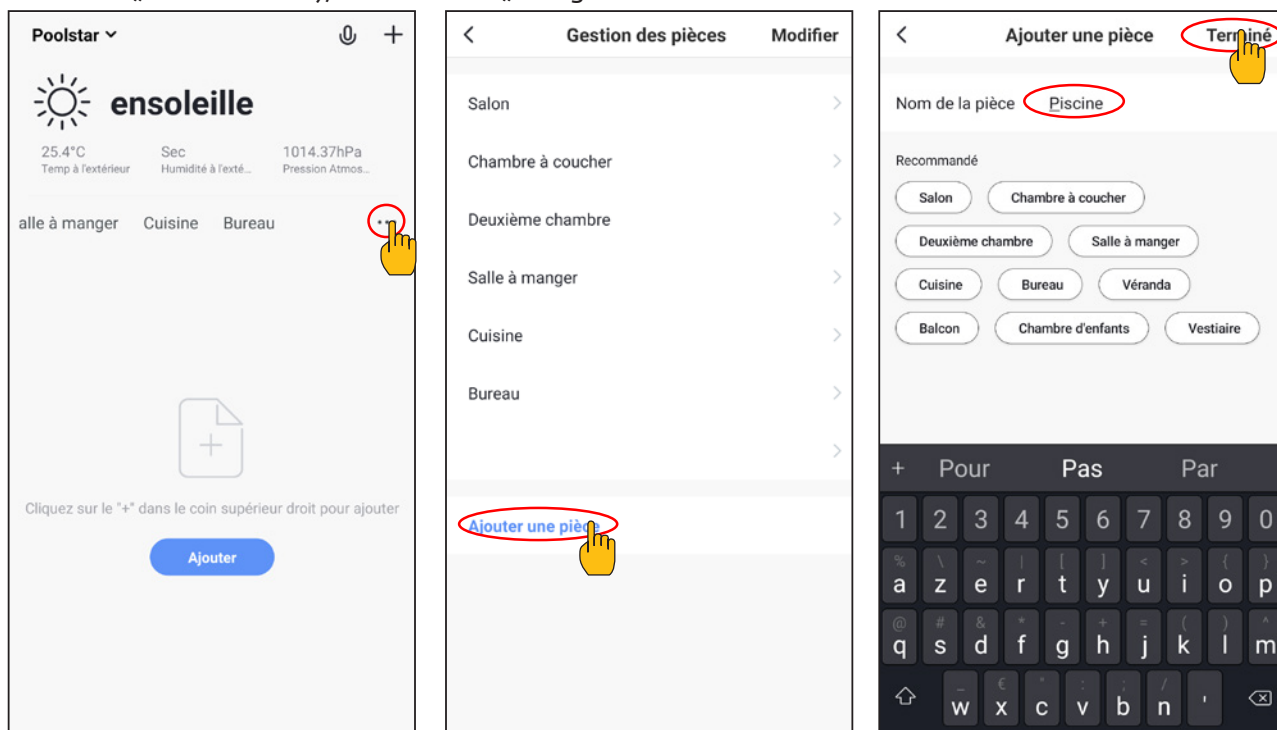 Poolstar
ensoleille
25.4°C Sec 1014.37hPa
Temp à l'extérieur Humidité à l'exté... Pression Atmos...
alle à manger Cuisine Bureau
Cliquez sur le "+" dans le coin supérieur droit pour ajouter
Ajouter
Gestion des pièces Modifier
Salon
Chambre à coucher
Deuxième chambre
Salle à manger
Cuisine
Bureau
Ajouter une pièce
Ajouter une pièce Terminé
Nom de la pièce Piscine
Recommandé
Salon Chambre à coucher
Deuxième chambre Salle à manger
Cuisine Bureau Véranda
Balcon Chambre d'enfants Vestiaire
+ Pour Pas Par
1 2 3 4 5 6 7 8 9 0
% \ ~ | [ ] < > { }
a z e r t y u i o p
@ # & * - + = ( ) ^
q s d f g h j k l m
_ € " : ; /
w x c v b n '